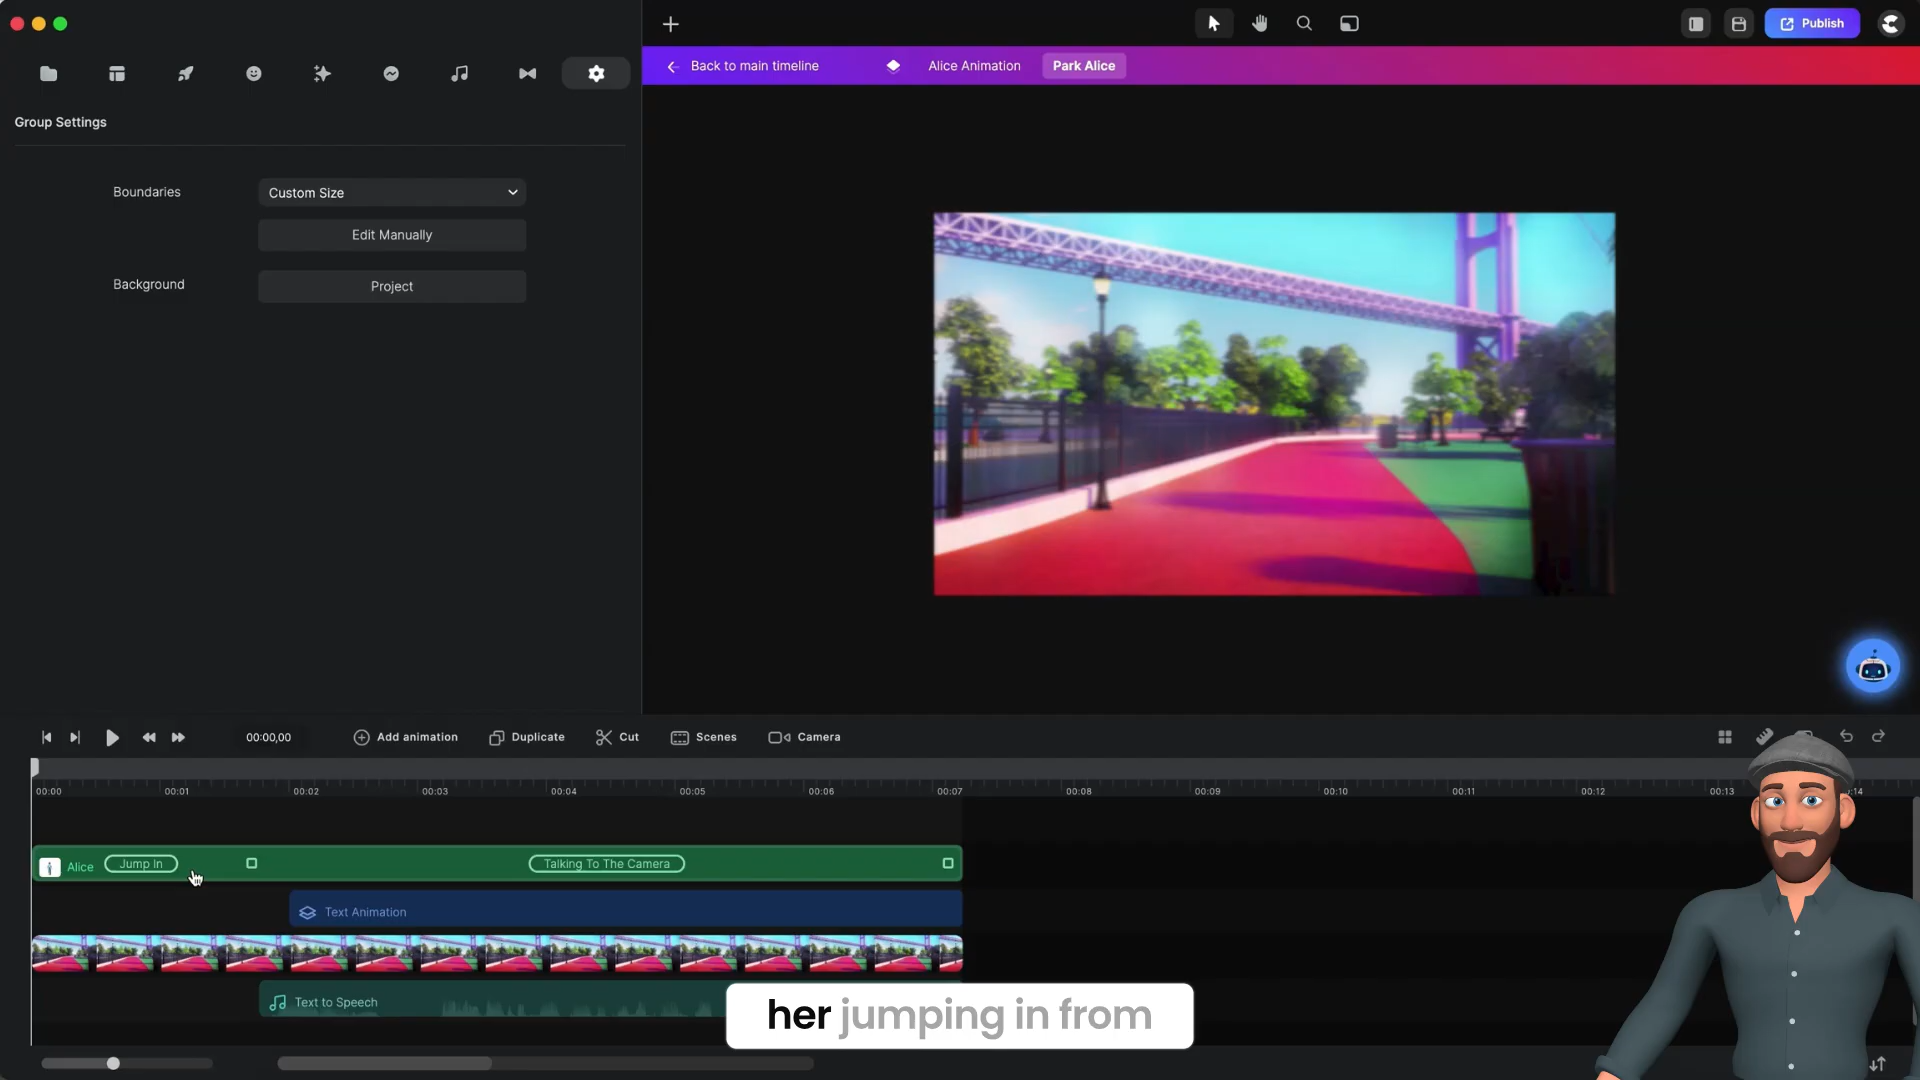 Publish
Back to main timeline
Alice Animation
Park Alice
Group Settings
Boundaries
Custom Size
Edit Manually
Background
Project
00:00,00
Add animation
Duplicate
Cut
Scenes
Camera
00:00
00:01
00:02
00:03
00:04
00:05
00:06
00:07
00:08
00:09
00:10
00:11
00:12
00:13
:14
Alice
Jump In
Talking To The Camera
Text Animation
Text to Speech
her jumping in from